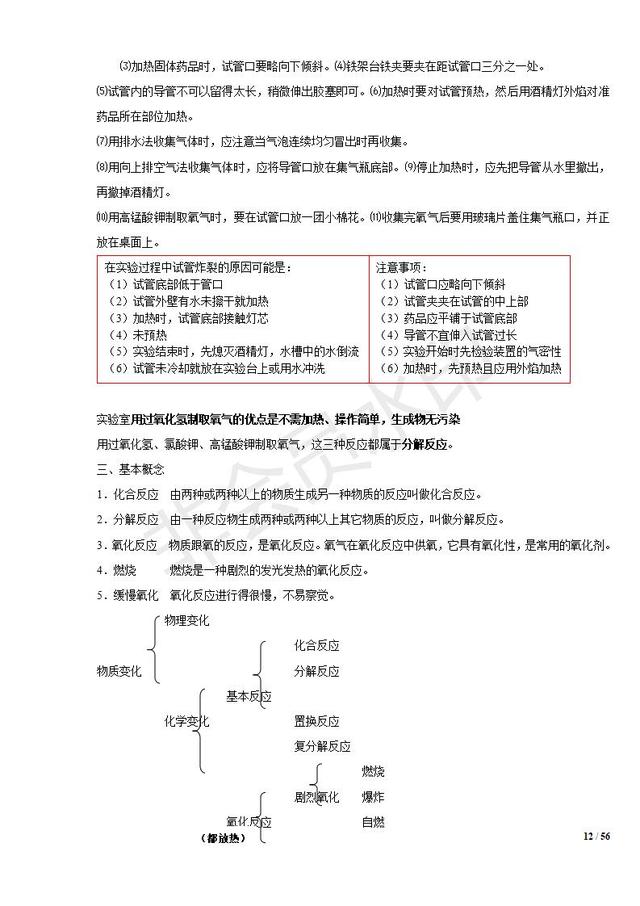 ⑶加热固体药品时，试管口要略向下倾斜。⑷铁架台铁夹要夹在距试管口三分之一处。
⑸试管内的导管不可以留得太长，稍微伸出胶塞即可。⑹加热时要对试管预热，然后用酒精灯外焰对准
药品所在部位加热。
⑺用排水法收集气体时，应注意当气泡连续均匀冒出时再收集。
⑻用向上排空气法收集气体时，应将导管口放在集气瓶底部。⑼停止加热时，应先把导管从水里撤出，
再撤掉酒精灯。
⑽用高锰酸钾制取氧气时，要在试管口放一团小棉花。⑾收集完氧气后要用玻璃片盖住集气瓶口，并正
放在桌面上。
在实验过程中试管炸裂的原因可能是：
（1）试管底部低于管口
（2）试管外壁有水未擦干就加热
（3）加热时，试管底部接触灯芯
（4）未预热
（5）实验结束时，先熄灭酒精灯，水槽中的水倒流
（6）试管未冷却就放在实验台上或用水冲洗
注意事项：
（1）试管口应略向下倾斜
（2）试管夹夹在试管的中上部
（3）药品应平铺于试管底部
（4）导管不宜伸入试管过长
（5）实验开始时先检验装置的气密性
（6）加热时，先预热且应用外焰加热
实验室用过氧化氢制取氧气的优点是不需加热、操作简单，生成物无污染
用过氧化氢、氯酸钾、高锰酸钾制取氧气，这三种反应都属于分解反应。
三、基本概念
1．化合反应 由两种或两种以上的物质生成另一种物质的反应叫做化合反应。
2．分解反应 由一种反应物生成两种或两种以上其它物质的反应，叫做分解反应。
3．氧化反应 物质跟氧的反应，是氧化反应。氧气在氧化反应中供氧，它具有氧化性，是常用的氧化剂。
4．燃烧 燃烧是一种剧烈的发光发热的氧化反应。
5．缓慢氧化 氧化反应进行得很慢，不易察觉。
物理变化
化合反应
物质变化 分解反应
基本反应
化学变化 置换反应
复分解反应
燃烧
剧烈氧化 爆炸
氧化反应 自燃
（都放热）
12 / 56
非会员水印